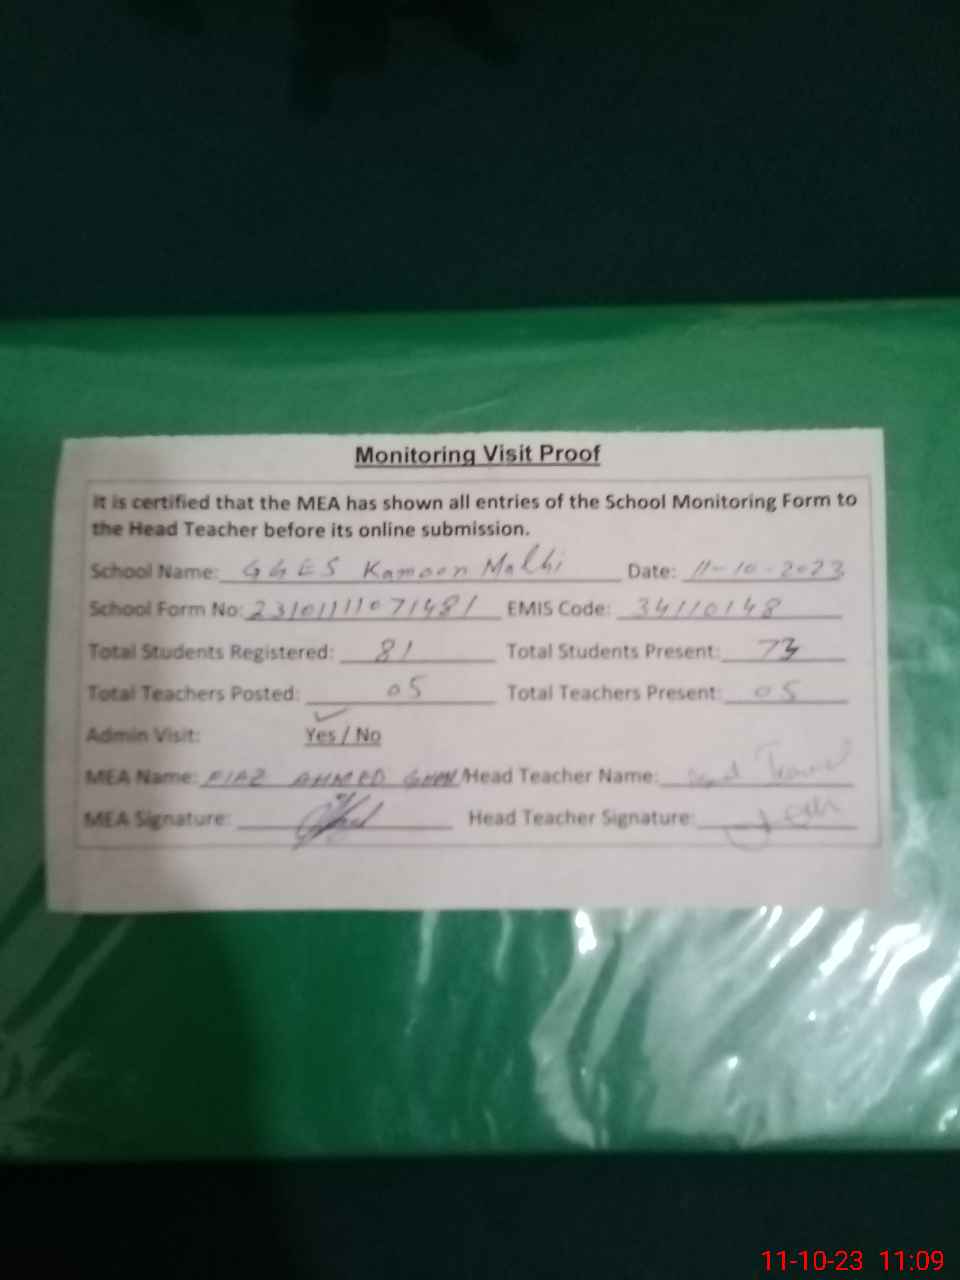 Monitoring Visit Proof
It is certified that the MEA has shown all entries of the School Monitoring Form to
the Head Teacher before its online submission.
School Name: GGES Kamoon Malhi Date: 11-10-2023
School Form No: 23101111071481 EMIS Code: 34110148
Total Students Registered: 81 Total Students Present: 73
Total Teachers Posted: 05 Total Teachers Present: 05
Admin Visit: Yes / No
MEA Name: FIAZ AHMED Head Teacher Name:
MEA Signature: Head Teacher Signature:
11-10-23 11:09